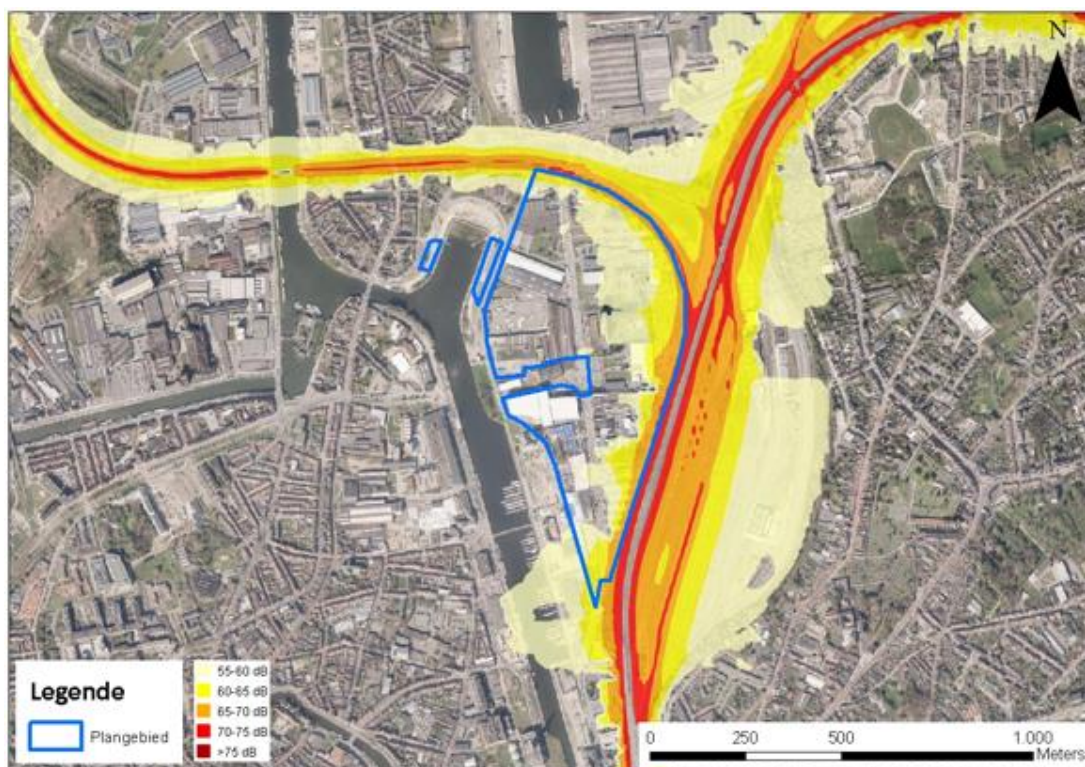 N
Legende
Plangebied
55-60 dB
60-65 dB
65-70 dB
70-75 dB
>75 dB
0 250 500 1.000
Meters